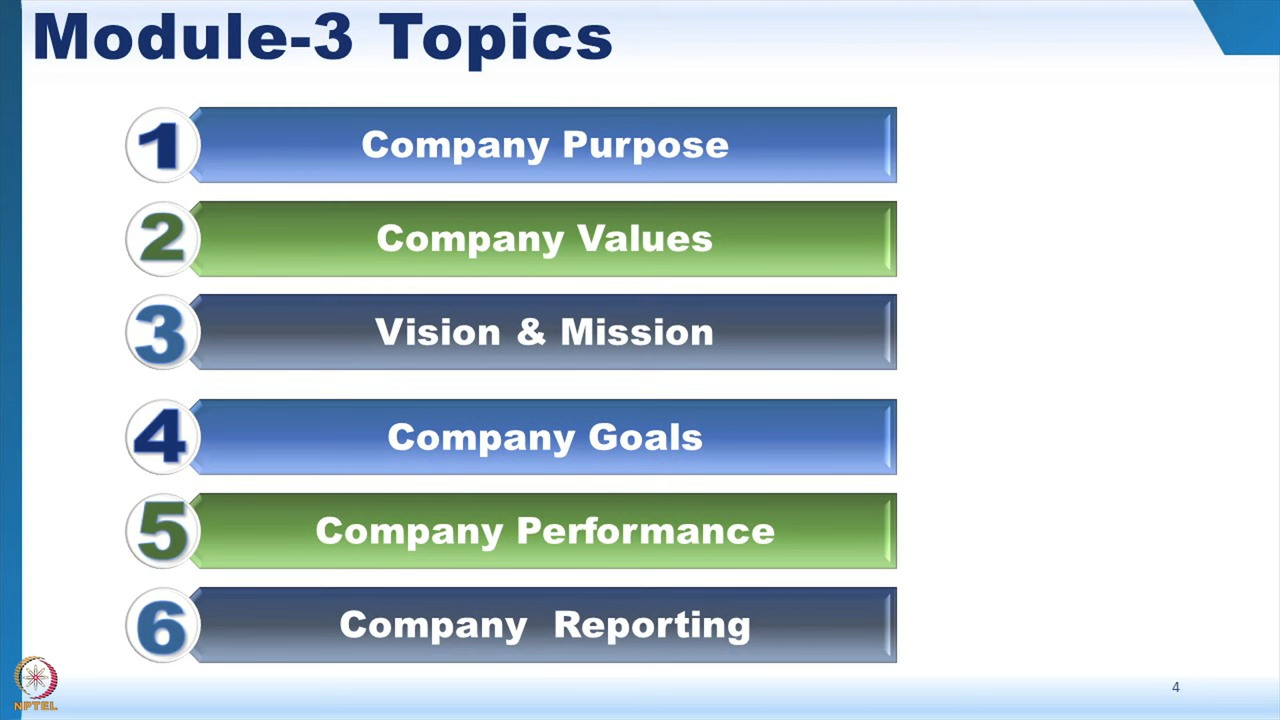 Module-3 Topics
1 Company Purpose
2 Company Values
3 Vision & Mission
4 Company Goals
5 Company Performance
6 Company Reporting
NPTEL
4